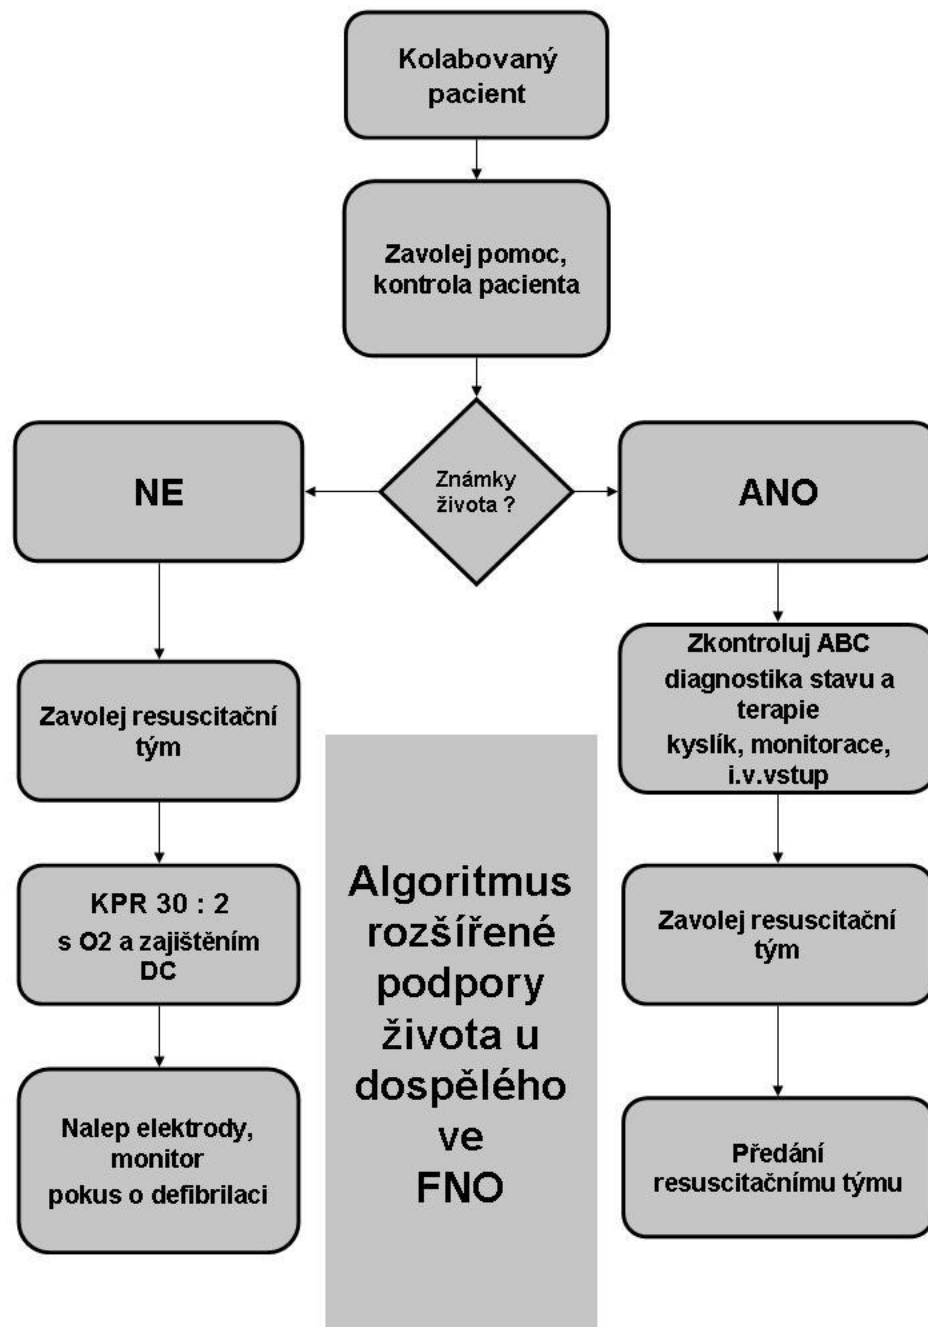 Kolabovaný
pacient
Zavolej pomoc,
kontrola pacienta
Známky
života ?
NE
ANO
Zavolej resuscitační
tým
KPR 30 : 2
s O2 a zajištěním
DC
Nalep elektrody,
monitor
pokus o defibrilaci
Zkontroluj ABC
diagnostika stavu a
terapie
kyslík, monitorace,
i.v.vstup
Zavolej resuscitační
tým
Předání
resuscitačnímu týmu
Algoritmus
rozšířené
podpory
života u
dospělého
ve
FNO